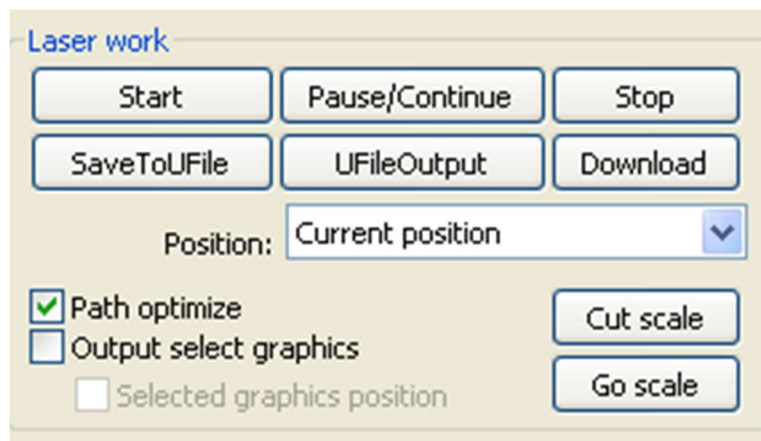 Laser work
Start Pause/Continue Stop
SaveToUFile UFileOutput Download
Position: Current position
Path optimize
Cut scale
Output select graphics
Go scale
Selected graphics position